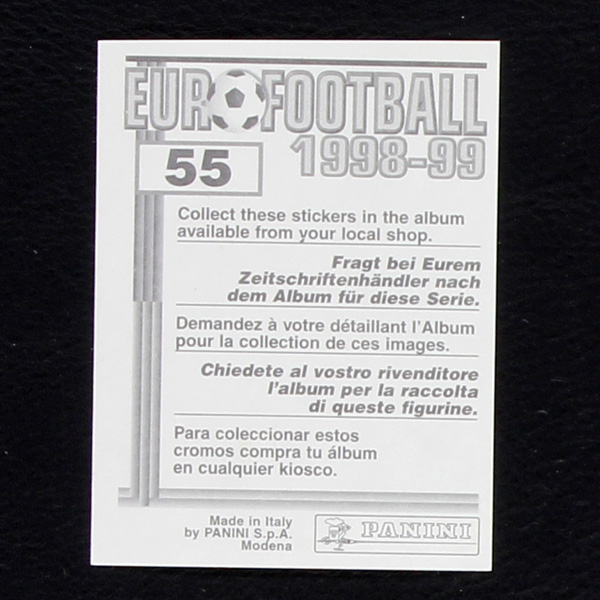 EUROFOOTBALL
1998-99
55
Collect these stickers in the album
available from your local shop.
Fragt bei Eurem
Zeitschriftenhändler nach
dem Album für diese Serie.
Demandez à votre détaillant l'Album
pour la collection de ces images.
Chiedete al vostro rivenditore
l'album per la raccolta
di queste figurine.
Para coleccionar estos
cromos compra tu álbum
en cualquier kiosco.
Made in Italy
by PANINI S.p.A.
Modena
PANINI